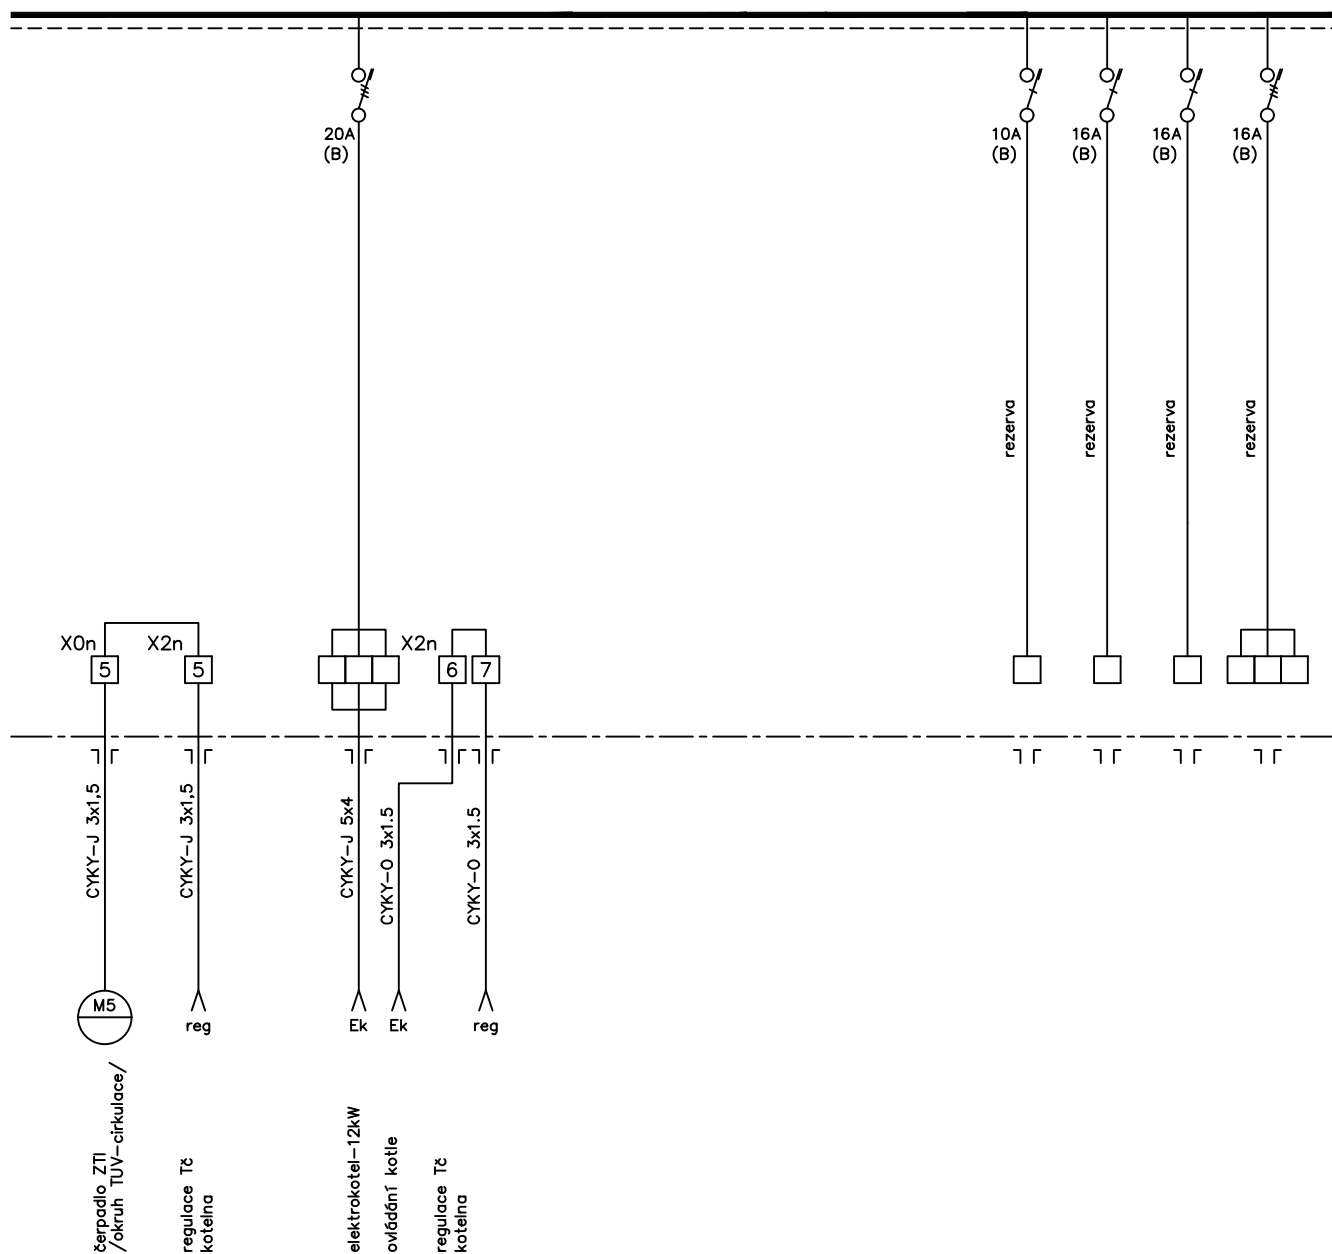 20A
(B)
10A
(B)
16A
(B)
16A
(B)
16A
(B)
rezerva
rezerva
rezerva
rezerva
X0n
X2n
X2n
5
5
6
7
CYKY-J 3x1,5
CYKY-J 3x1,5
CYKY-J 5x4
CYKY-O 3x1.5
CYKY-O 3x1.5
M5
reg
Ek
Ek
reg
čerpadlo ZTI
/okruh TUV-cirkulace/
regulace Tč
kotelna
elektrokotel-12kW
ovládání kotle
regulace Tč
kotelna